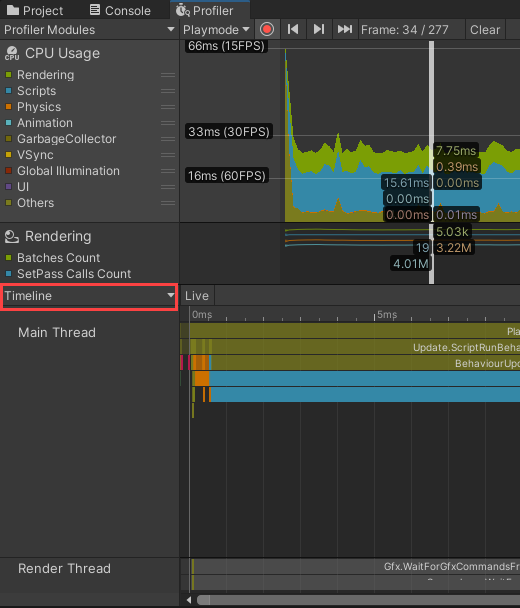 Project
Console
Profiler
Profiler Modules
Playmode
Frame: 34 / 277
Clear
CPU Usage
Rendering
Scripts
Physics
Animation
GarbageCollector
VSync
Global Illumination
UI
Others
66ms (15FPS)
33ms (30FPS)
16ms (60FPS)
7.75ms
0.39ms
15.61ms
0.00ms
0.00ms
0.00ms
0.01ms
Rendering
Batches Count
SetPass Calls Count
5.03k
19
3.22M
4.01M
Timeline
Live
0ms
5ms
Main Thread
Pla
Update.ScriptRunBeha
BehaviourUpd
Render Thread
Gfx.WaitForGfxCommandsFr